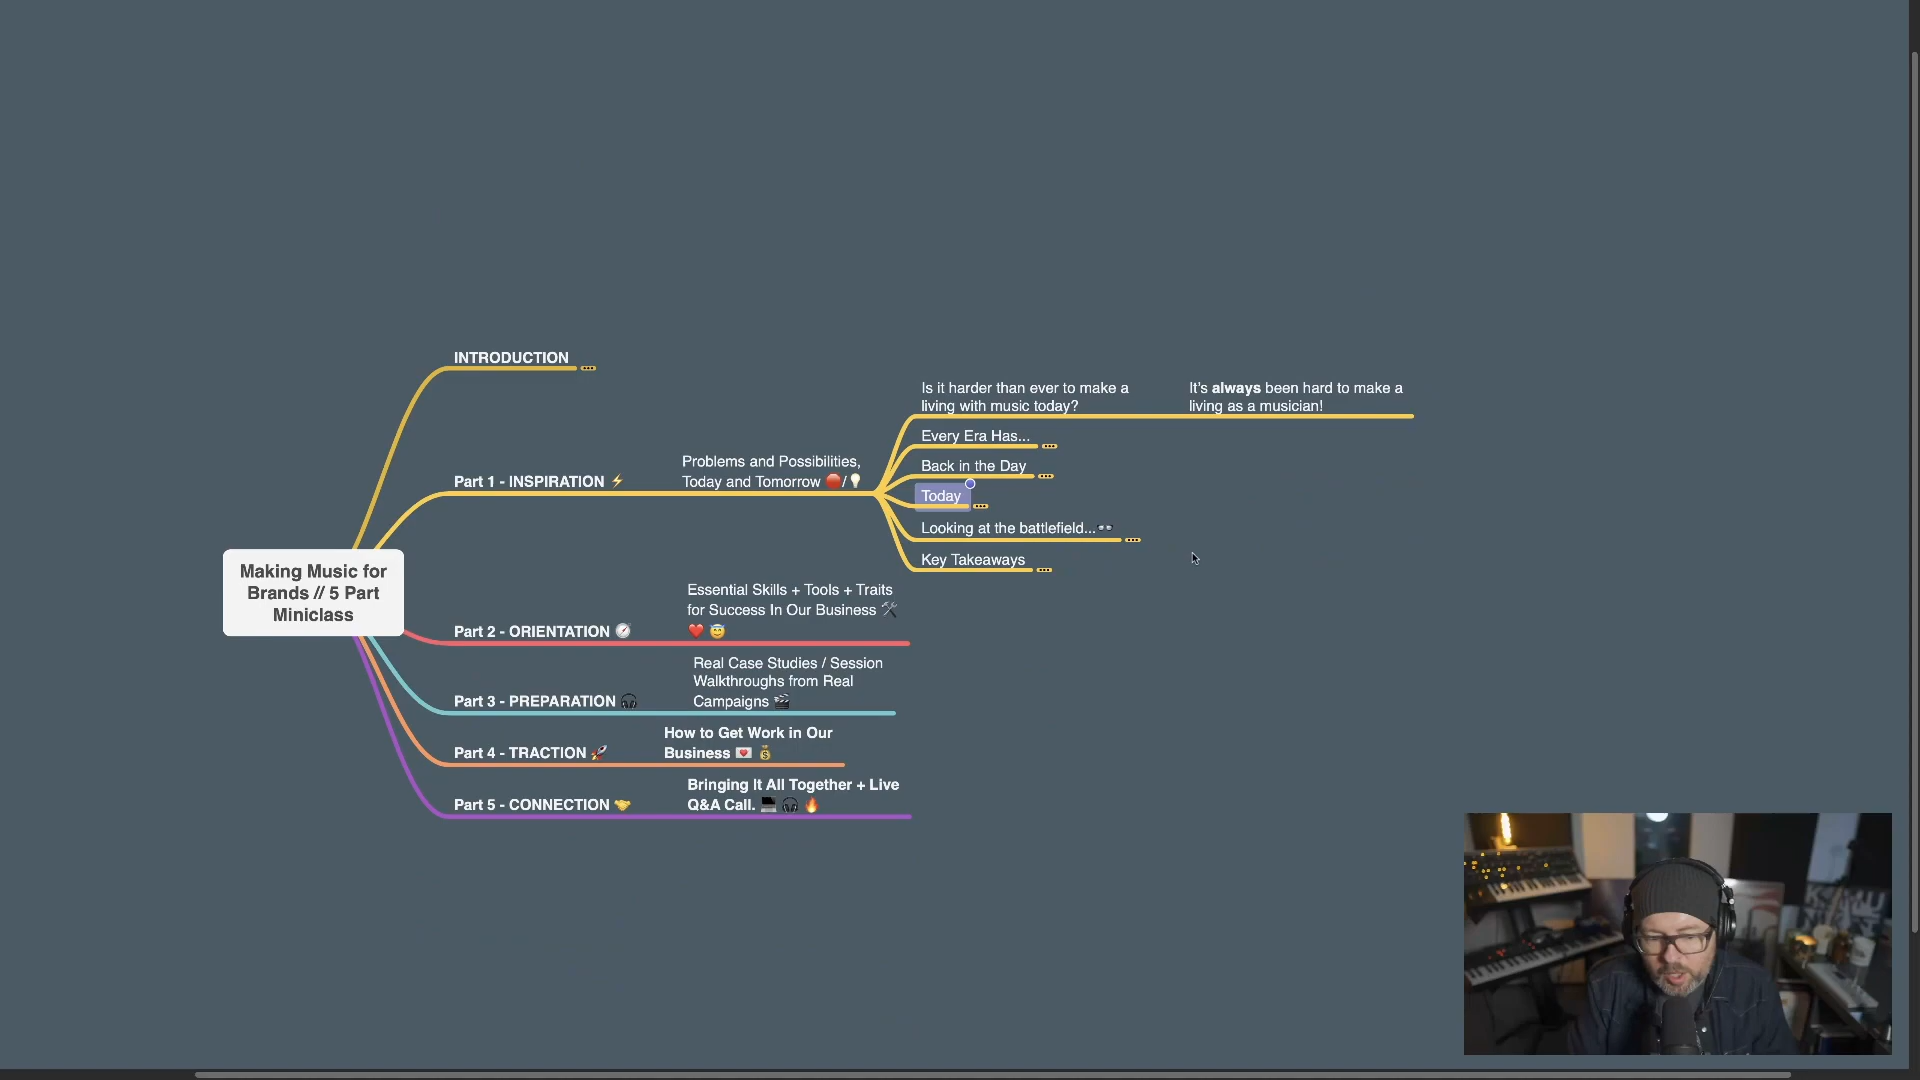 INTRODUCTION
Is it harder than ever to make a
living with music today?
It's always been hard to make a
living as a musician!
Every Era Has...
Problems and Possibilities,
Today and Tomorrow 🛑/💡
Back in the Day
Part 1 - INSPIRATION ⚡
Today
Looking at the battlefield...👓
Key Takeaways
Making Music for
Brands // 5 Part
Miniclass
Essential Skills + Tools + Traits
for Success In Our Business 🛠
❤️ 😇
Part 2 - ORIENTATION 🧭
Real Case Studies / Session
Walkthroughs from Real
Campaigns 🎬
Part 3 - PREPARATION 🎧
How to Get Work in Our
Business 💌 💰
Part 4 - TRACTION 🚀
Bringing It All Together + Live
Q&A Call. 💻 🎧 🔥
Part 5 - CONNECTION 🤝